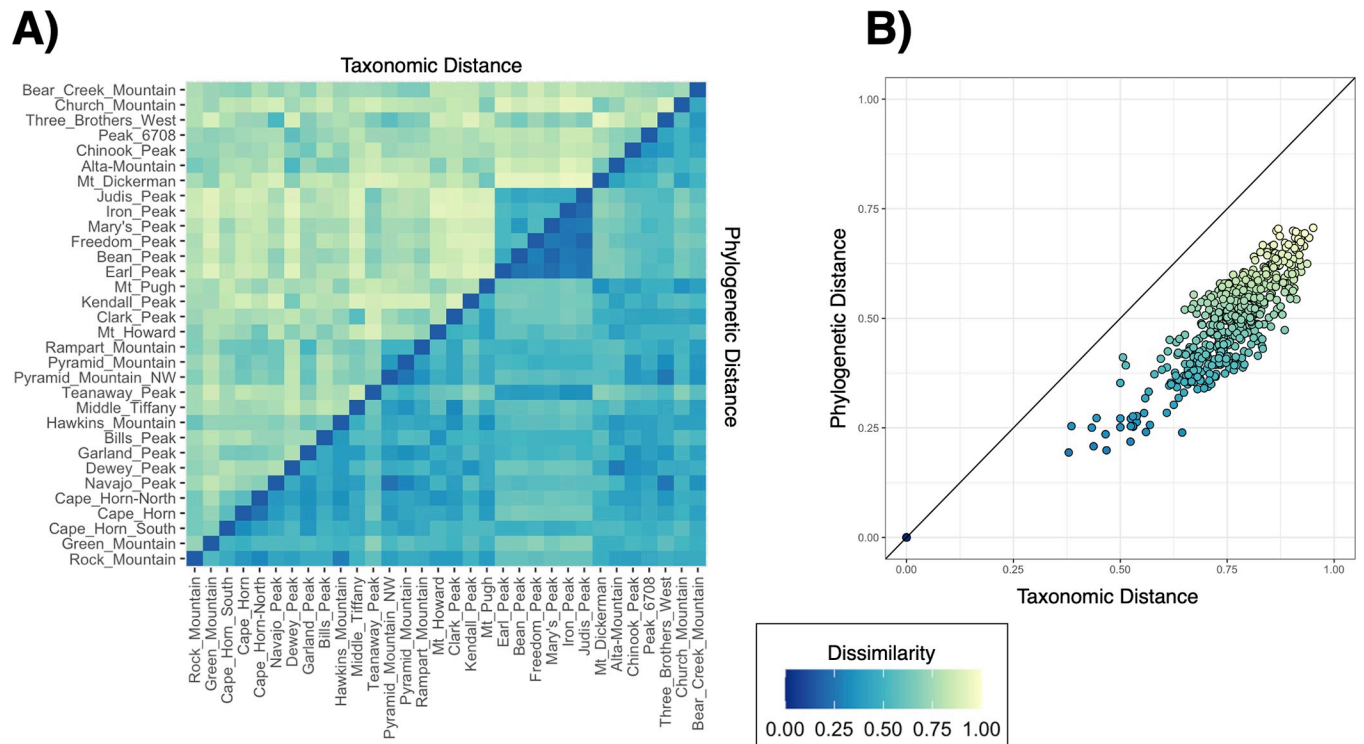 A)
B)
Taxonomic Distance
Bear_Creek_Mountain
Church_Mountain
Three_Brothers_West
Peak_6708
Chinook_Peak
Alta-Mountain
Mt_Dickerman
Judis_Peak
Iron_Peak
Mary's_Peak
Freedom_Peak
Bean_Peak
Earl_Peak
Mt_Pugh
Kendall_Peak
Clark_Peak
Mt_Howard
Rampart_Mountain
Pyramid_Mountain
Pyramid_Mountain_NW
Teanaway_Peak
Middle_Tiffany
Hawkins_Mountain
Bills_Peak
Garland_Peak
Dewey_Peak
Navajo_Peak
Cape_Horn-North
Cape_Horn
Cape_Horn_South
Green_Mountain
Rock_Mountain
Phylogenetic Distance
Rock_Mountain
Green_Mountain
Cape_Horn_South
Cape_Horn
Cape_Horn-North
Navajo_Peak
Dewey_Peak
Garland_Peak
Bills_Peak
Hawkins_Mountain
Middle_Tiffany
Teanaway_Peak
Pyramid_Mountain_NW
Pyramid_Mountain
Rampart_Mountain
Mt_Howard
Clark_Peak
Kendall_Peak
Mt_Pugh
Earl_Peak
Bean_Peak
Freedom_Peak
Mary's_Peak
Iron_Peak
Judis_Peak
Mt_Dickerman
Alta-Mountain
Chinook_Peak
Peak_6708
Three_Brothers_West
Church_Mountain
Bear_Creek_Mountain
Phylogenetic Distance
1.00
0.75
0.50
0.25
0.00
0.00 0.25 0.50 0.75 1.00
Taxonomic Distance
Dissimilarity
0.00 0.25 0.50 0.75 1.00